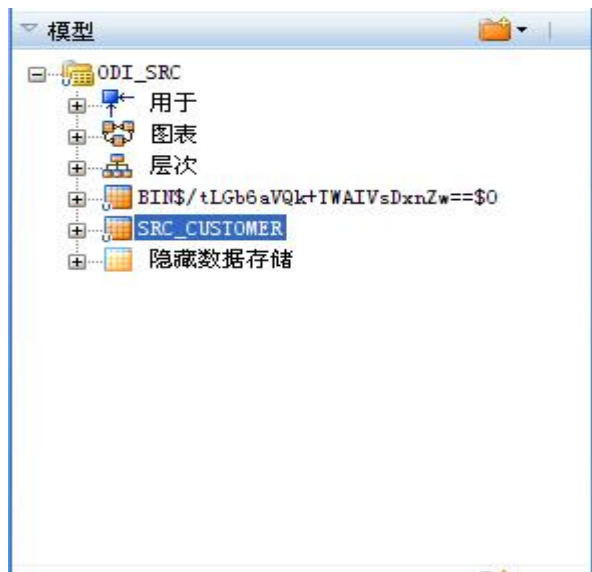 模型
ODI_SRC
用于
图表
层次
BIN$/tLGb6aVQk+TWAIVsDxnZw==$0
SRC_CUSTOMER
隐藏数据存储